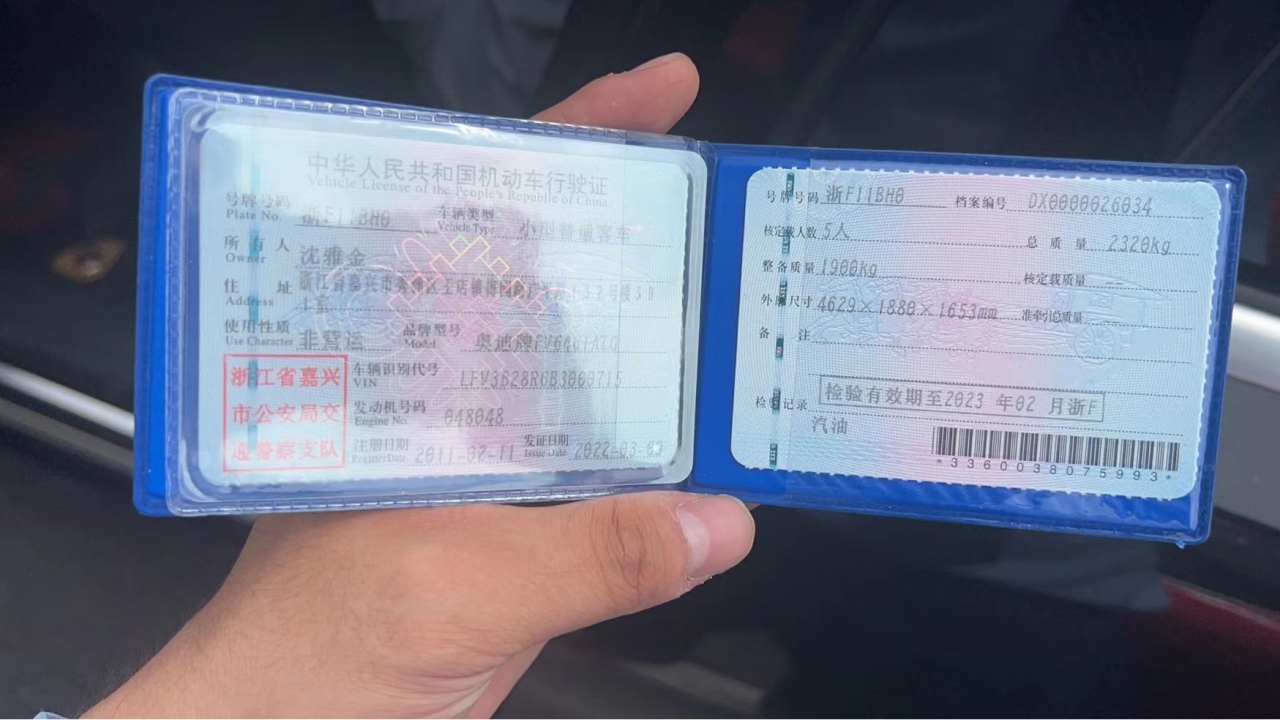 中华人民共和国机动车行驶证
Vehicle License of the People's Republic of China
号牌号码 浙F11BH0 车辆类型 小型普通客车
Plate No. Vehicle Type
所有人 沈雅金
Owner
住址 浙江省嘉兴市
Address
使用性质 非营运 品牌型号 奥迪牌
Use Character Model
浙江省嘉兴
市公安局交
通警察支队
车辆识别代号
VIN
发动机号码 048048
Engine No.
注册日期 2011-02-11 发证日期
Register Date Issue Date
号牌号码 浙F11BH0 档案编号 DX0000026034
核定载人数 5人 总质量 2320kg
整备质量 1900kg 核定载质量 --
外廓尺寸 4629×1880×1653mm 准牵引总质量 --
备注
检验记录 检验有效期至2023年02月浙F
汽油
*3360038075993*